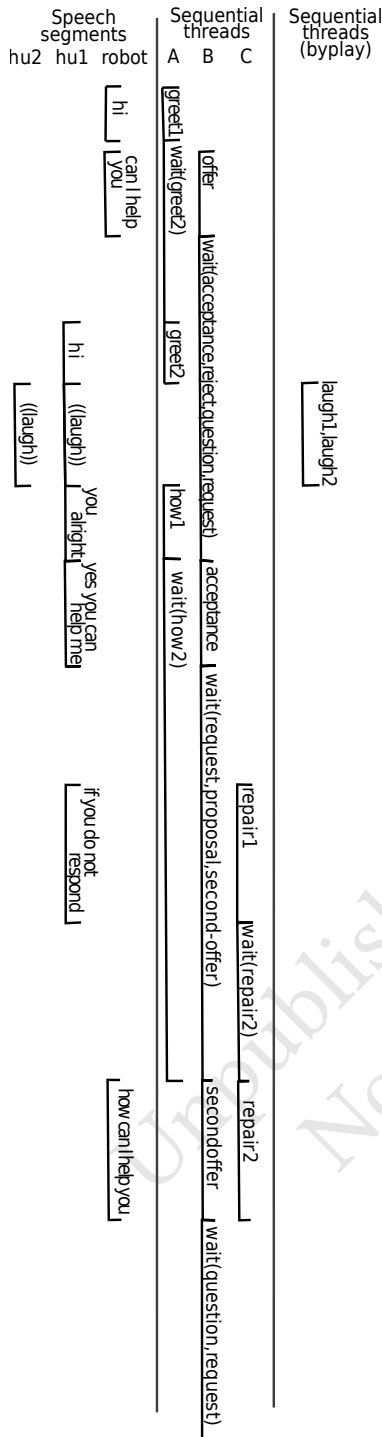 Speech
segments
hu2 hu1 robot
Sequential
threads
A B C
Sequential
threads
(byplay)
hi
can I help
you
hi
((laugh))
((laugh))
you
alright
yes you can
help me
if you do not
respond
how can I help you
greet1
wait(greet2)
greet2
how1
wait(how2)
offer
wait(acceptance,reject,question,request)
acceptance
wait(request,proposal,second-offer)
secondoffer
wait(question,request)
repair1
wait(repair2)
repair2
laugh1,laugh2
Unpublish
No